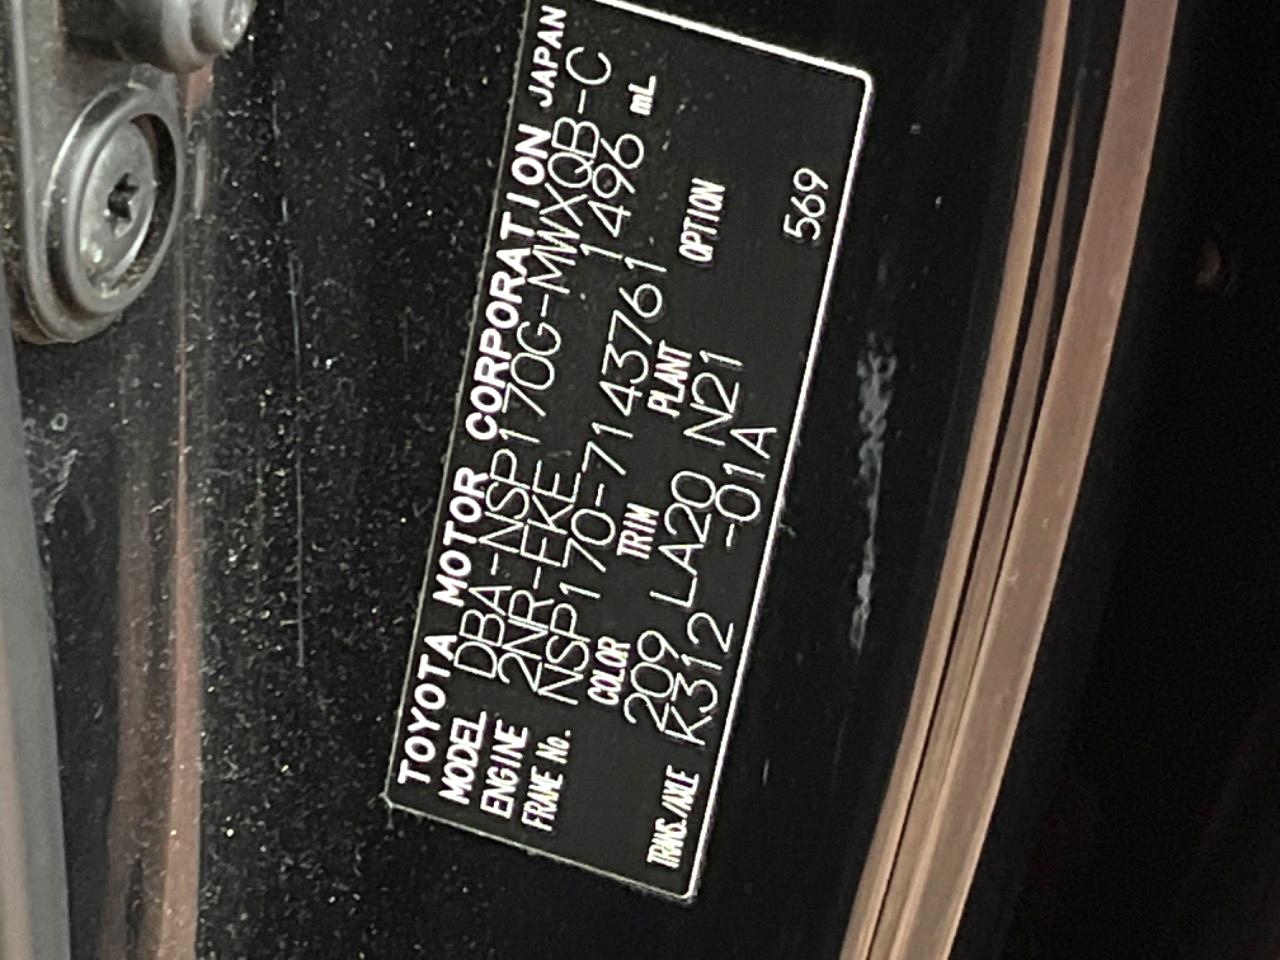 TOYOTA MOTOR CORPORATION JAPAN
MODEL DBA-NSP170G-MWXQB-C
ENGINE 2NR-FKE 1496 mL
FRAME No. NSP170-7143761
COLOR TRIM PLANT OPTION
209 LA20 N21
TRANS./AXLE K312 -01A 569